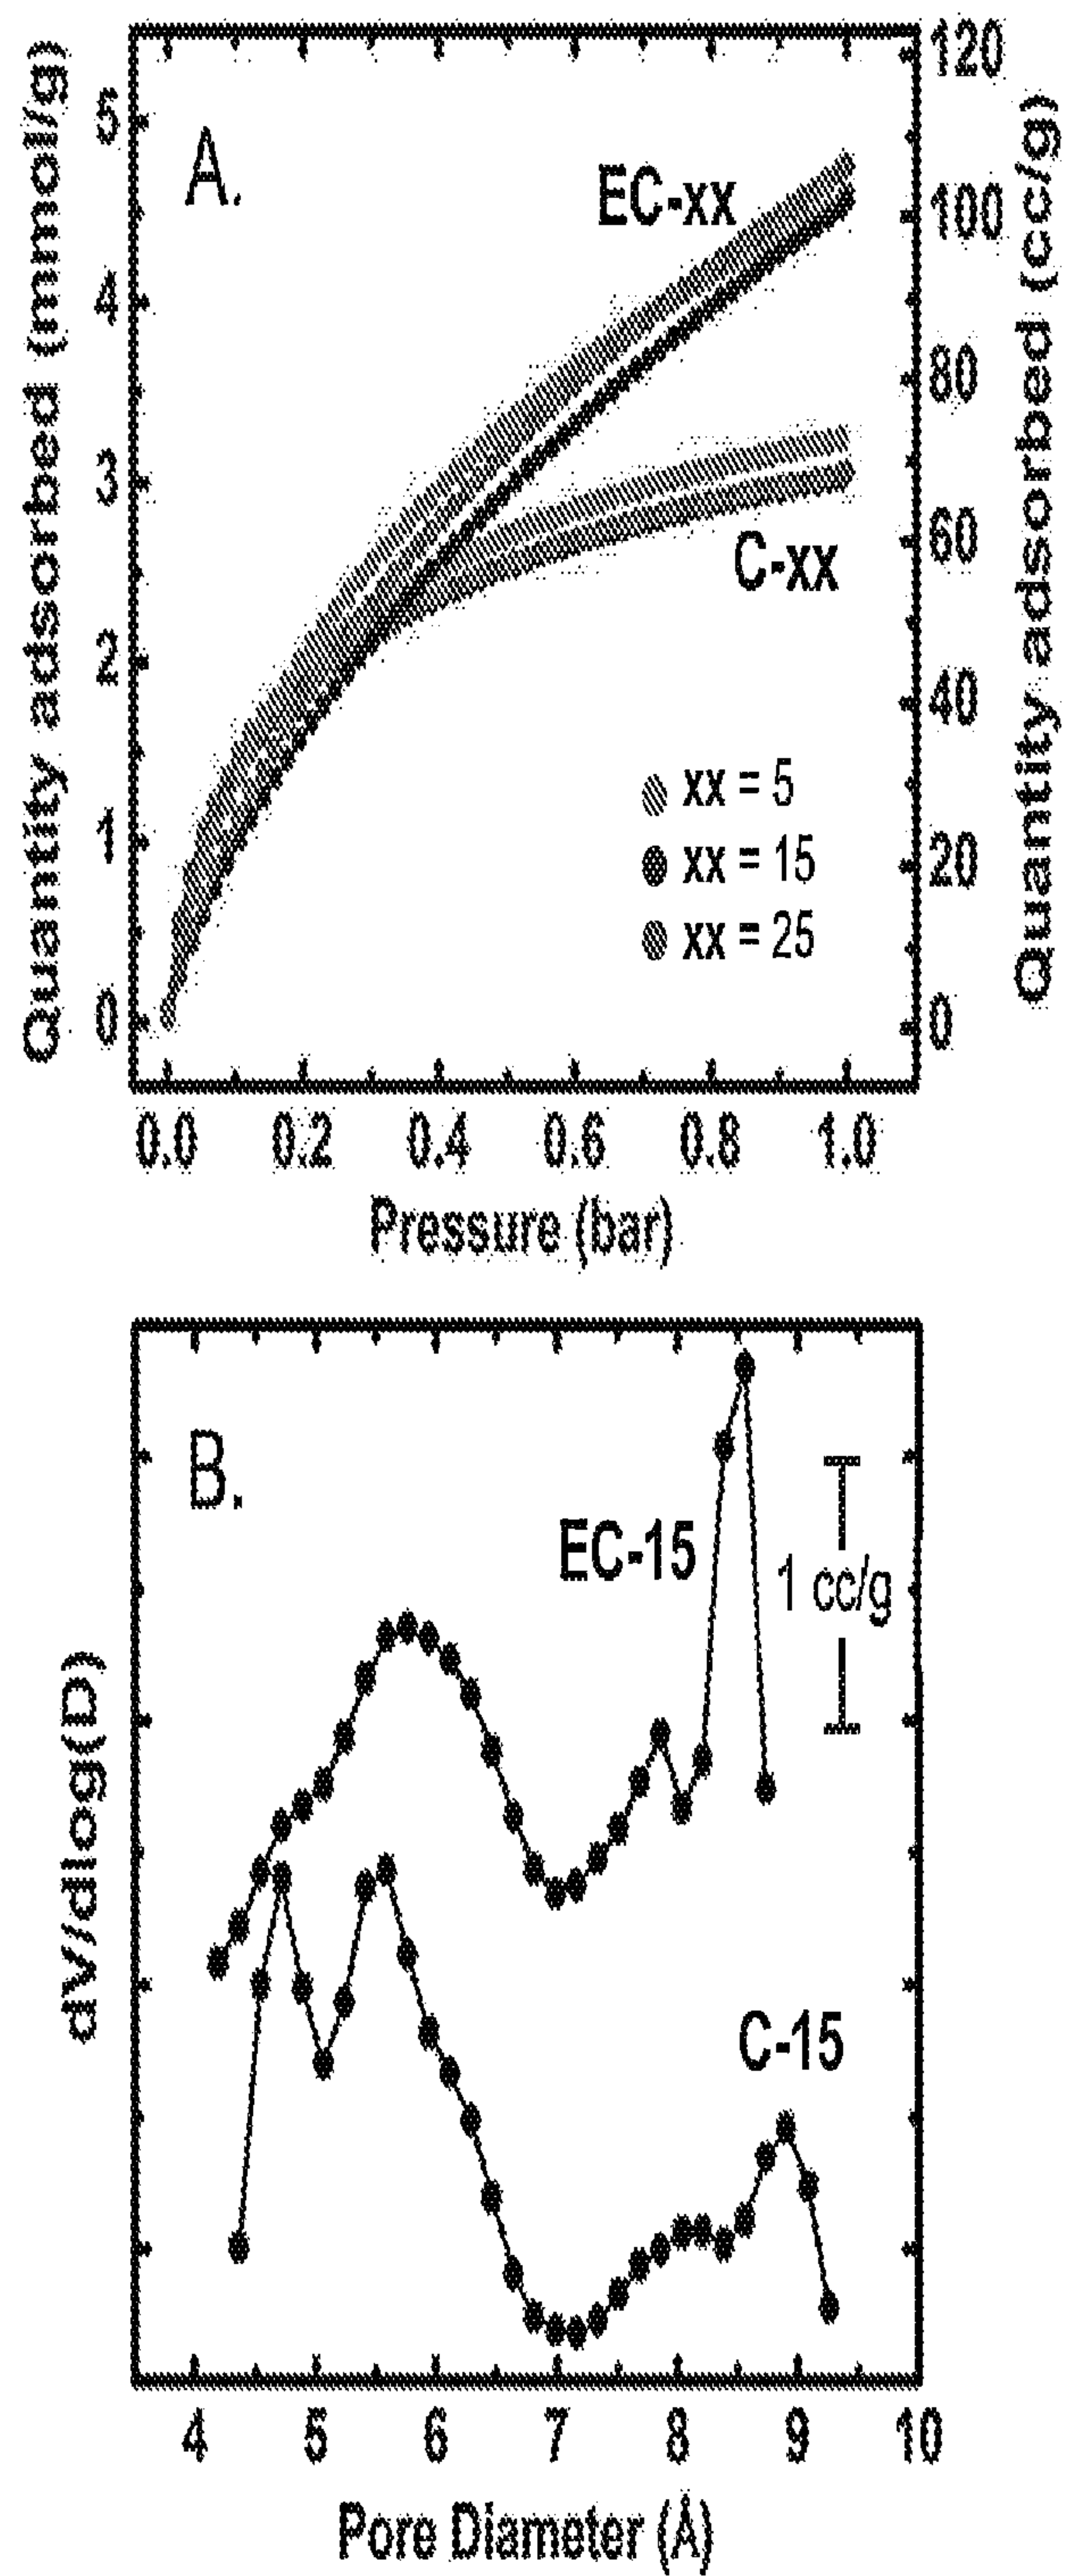 A.
Quantity adsorbed (mmol/g)
5
4
3
2
1
0
120
100
80
60
40
20
0
Quantity adsorbed (cc/g)
EC-xx
C-xx
xx = 5
xx = 15
xx = 25
0.0 0.2 0.4 0.6 0.8 1.0
Pressure (bar)
B.
dV/dlog(D)
EC-15
1 cc/g
C-15
4 5 6 7 8 9 10
Pore Diameter (Å)